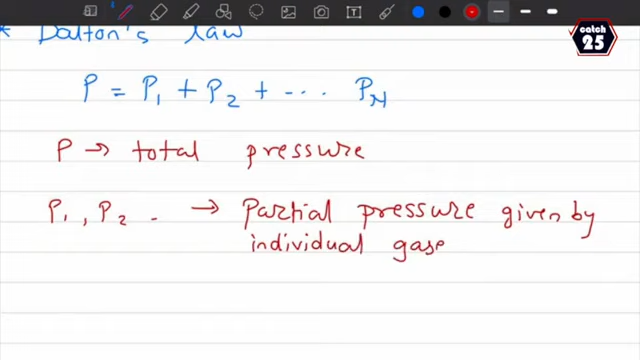 * Dalton's law
catch
25
P = P1 + P2 + --- PN
P → total pressure
P1, P2 - → Partial pressure given by
individual gase